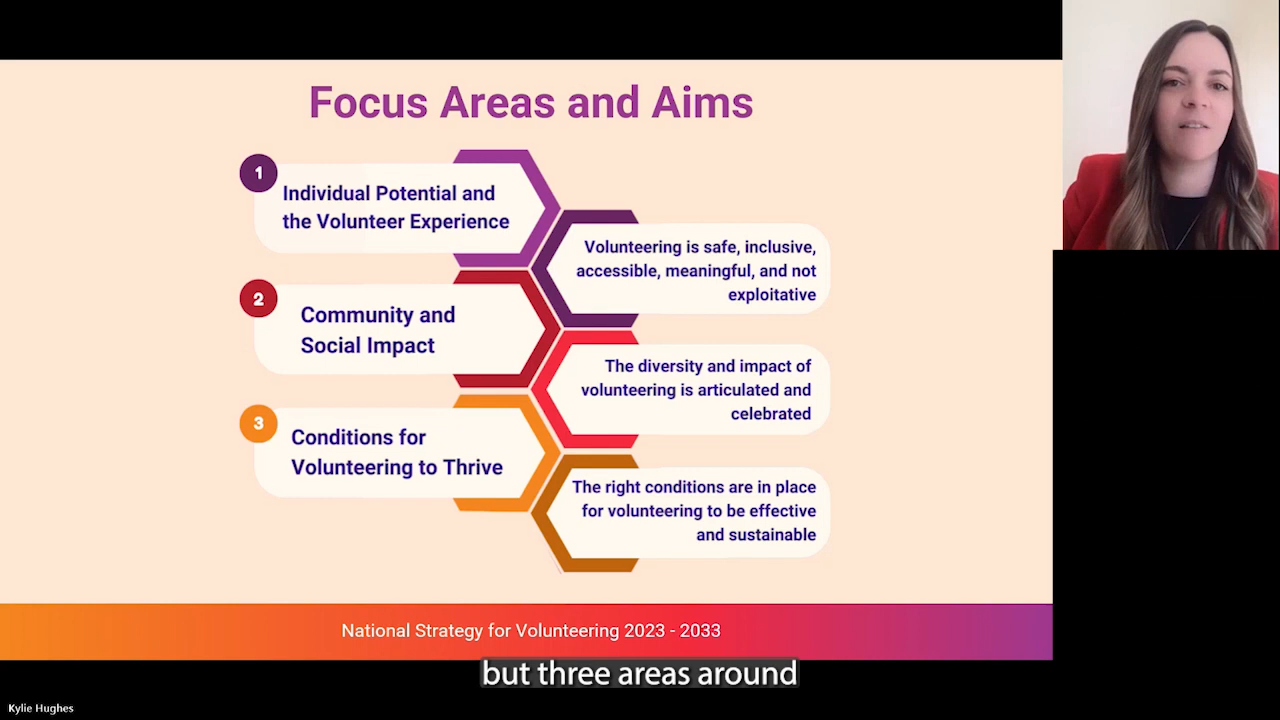 Focus Areas and Aims
1
Individual Potential and
the Volunteer Experience
Volunteering is safe, inclusive,
accessible, meaningful, and not
exploitative
2
Community and
Social Impact
The diversity and impact of
volunteering is articulated and
celebrated
3
Conditions for
Volunteering to Thrive
The right conditions are in place
for volunteering to be effective
and sustainable
National Strategy for Volunteering 2023 - 2033
but three areas around
Kylie Hughes